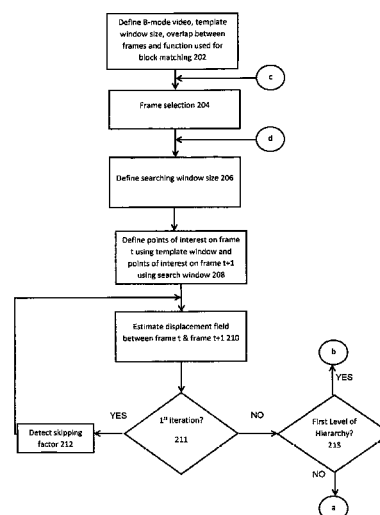 Define B-mode video, template
window size, overlap between
frames and function used for
block matching 202
c
Frame selection 204
d
Define searching window size 206
Define points of interest on frame
t using template window and
points of interest on frame t+1
using search window 208
Estimate displacement field
between frame t & frame t+1 210
b
YES
1st iteration?
211
YES
NO
First Level of
Hierarchy?
213
Detect skipping
factor 212
NO
a